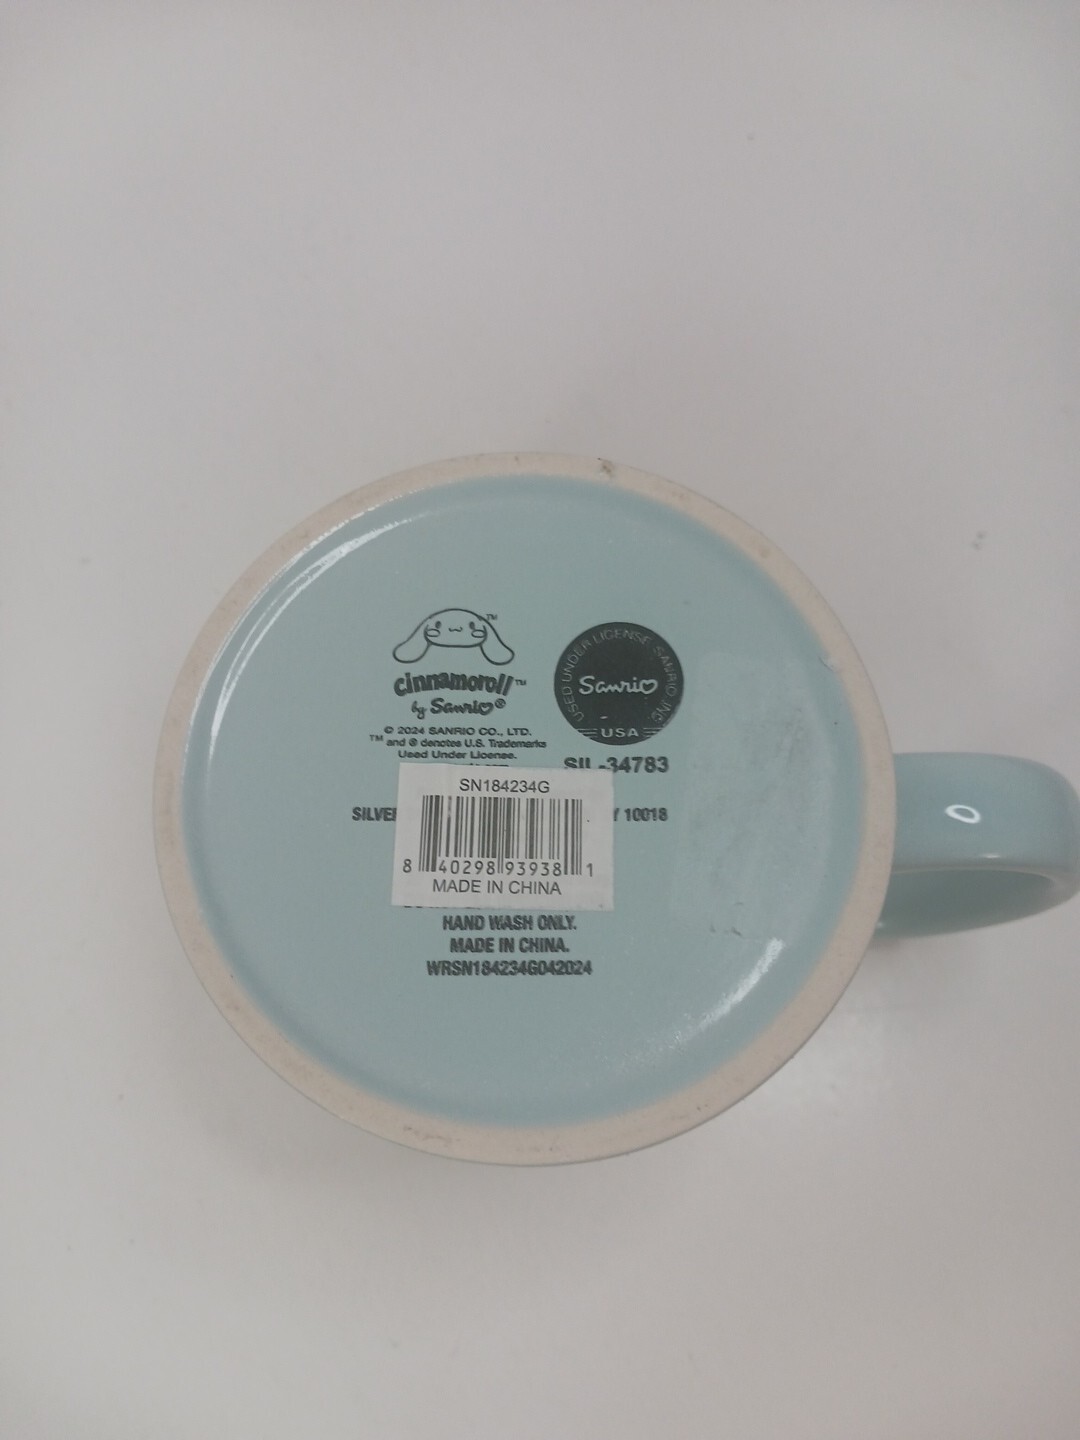 TM
cinnamoroll™
by Sanrio®
© 2024 SANRIO CO., LTD.
TM and ® denotes U.S. Trademarks
Used Under License.
USED UNDER LICENSE SANRIO, INC.
Sanrio
USA
SIL-34783
10018
SN184234G
8 40298 93938 1
MADE IN CHINA
HAND WASH ONLY.
MADE IN CHINA.
WRSN184234G042024